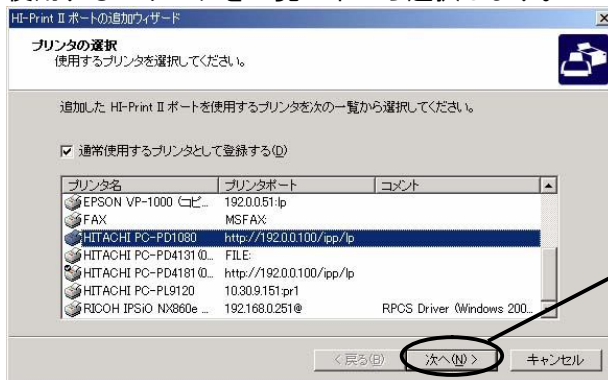 HI-Print II ポートの追加ウィザード
プリンタの選択
使用するプリンタを選択してください。
追加した HI-Print II ポートを使用するプリンタを次の一覧から選択してください。
通常使用するプリンタとして登録する(D)
プリンタ名 プリンタポート コメント
EPSON VP-1000 (コピ... 192.0.0.51:lp
FAX MSFAX:
HITACHI PC-PD1080 http://192.0.0.100/ipp/lp
HITACHI PC-PD4131 (0... FILE:
HITACHI PC-PD4181 (0... http://192.0.0.100/ipp/lp
HITACHI PC-PL9120 10.30.9.151:pr1
RICOH IPSiO NX860e ... 192.168.0.251@ RPCS Driver (Windows 200...
< 戻る(B) 次へ(N) > キャンセル